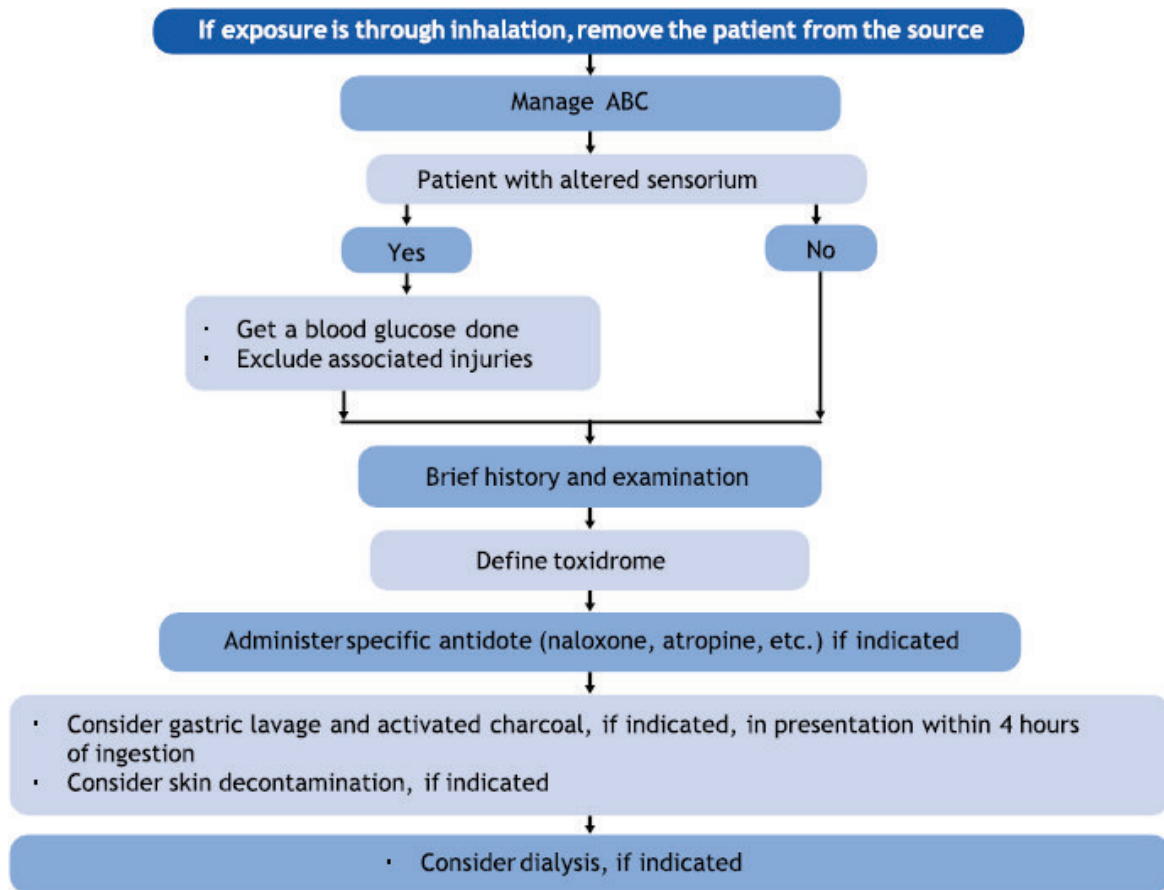 If exposure is through inhalation, remove the patient from the source
Manage ABC
Patient with altered sensorium
Yes
No
· Get a blood glucose done
· Exclude associated injuries
Brief history and examination
Define toxidrome
Administer specific antidote (naloxone, atropine, etc.) if indicated
· Consider gastric lavage and activated charcoal, if indicated, in presentation within 4 hours
of ingestion
· Consider skin decontamination, if indicated
· Consider dialysis, if indicated